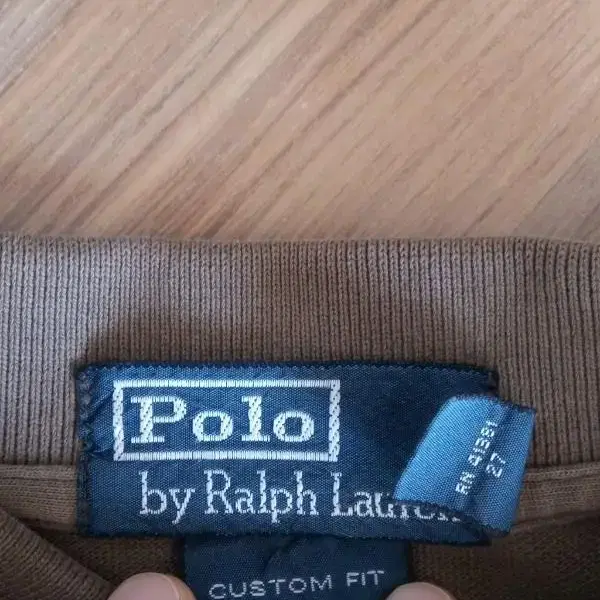 Polo
by Ralph Lauren
RN 41381
27
CUSTOM FIT